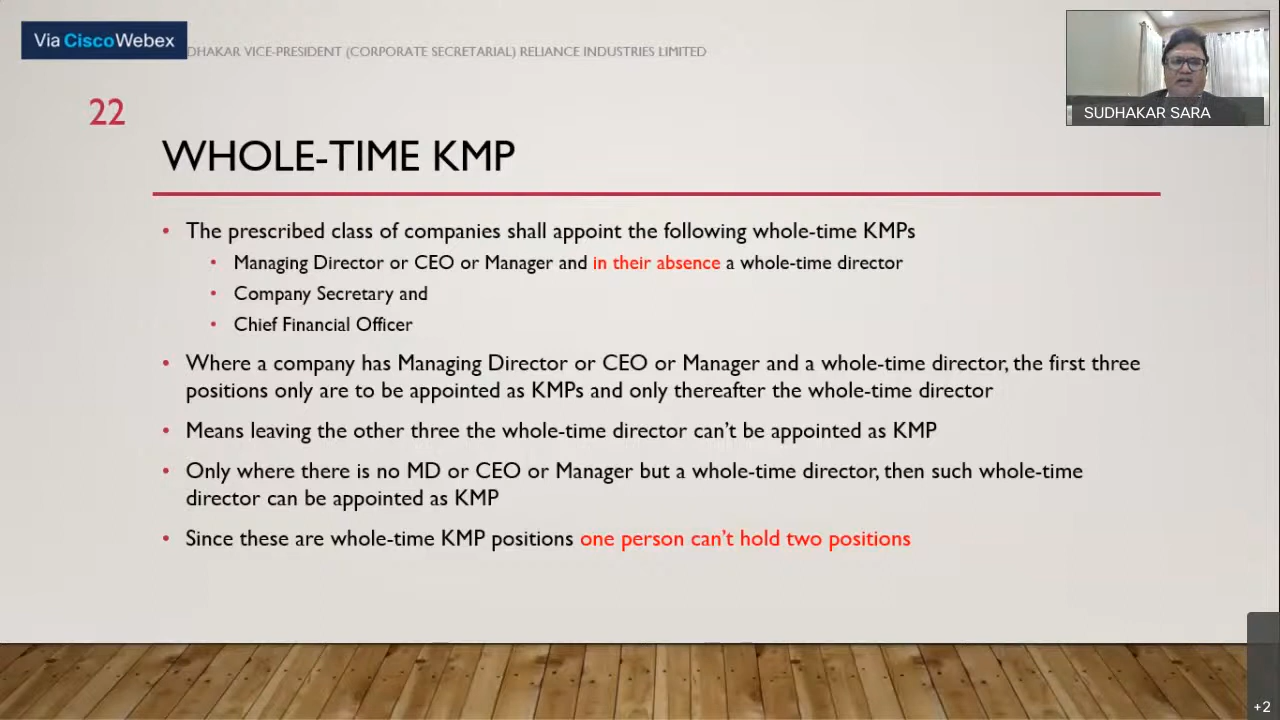 Via CiscoWebex
DHAKAR VICE-PRESIDENT (CORPORATE SECRETARIAL) RELIANCE INDUSTRIES LIMITED
SUDHAKAR SARA
22
WHOLE-TIME KMP
• The prescribed class of companies shall appoint the following whole-time KMPs
• Managing Director or CEO or Manager and in their absence a whole-time director
• Company Secretary and
• Chief Financial Officer
• Where a company has Managing Director or CEO or Manager and a whole-time director, the first three
positions only are to be appointed as KMPs and only thereafter the whole-time director
• Means leaving the other three the whole-time director can't be appointed as KMP
• Only where there is no MD or CEO or Manager but a whole-time director, then such whole-time
director can be appointed as KMP
• Since these are whole-time KMP positions one person can't hold two positions
+2